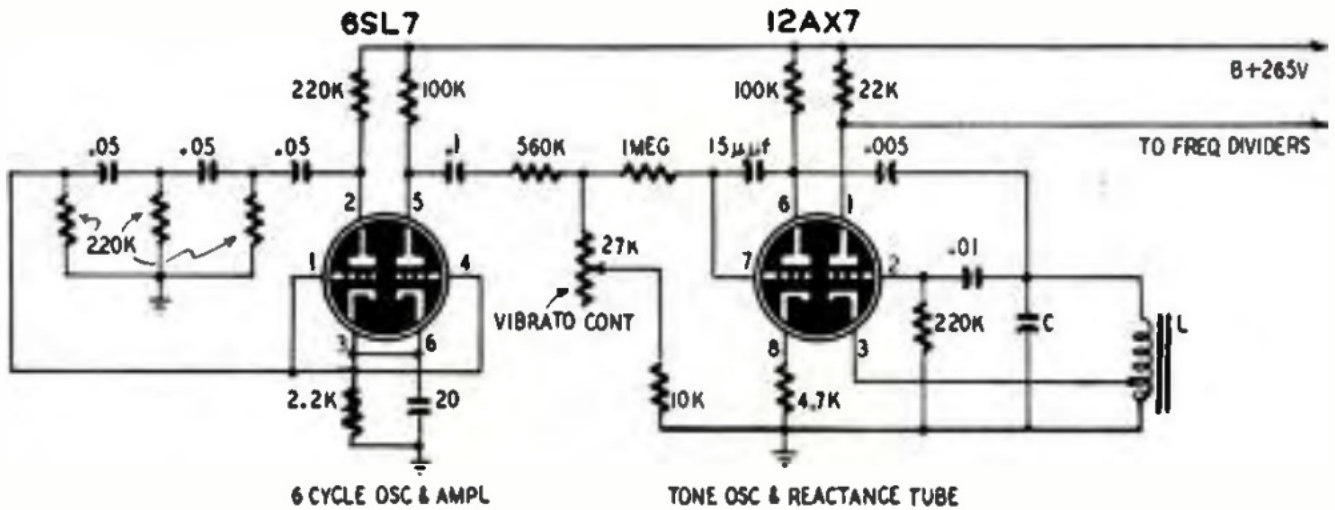 6SL7
12AX7
B+265V
220K
100K
100K
22K
TO FREQ DIVIDERS
.05
.05
.05
.1
560K
1MEG
15μμf
.005
2
5
6
1
220K
1
4
27K
7
2
.01
VIBRATO CONT
220K
C
L
3
6
8
3
2.2K
20
10K
4.7K
6 CYCLE OSC & AMPL
TONE OSC & REACTANCE TUBE